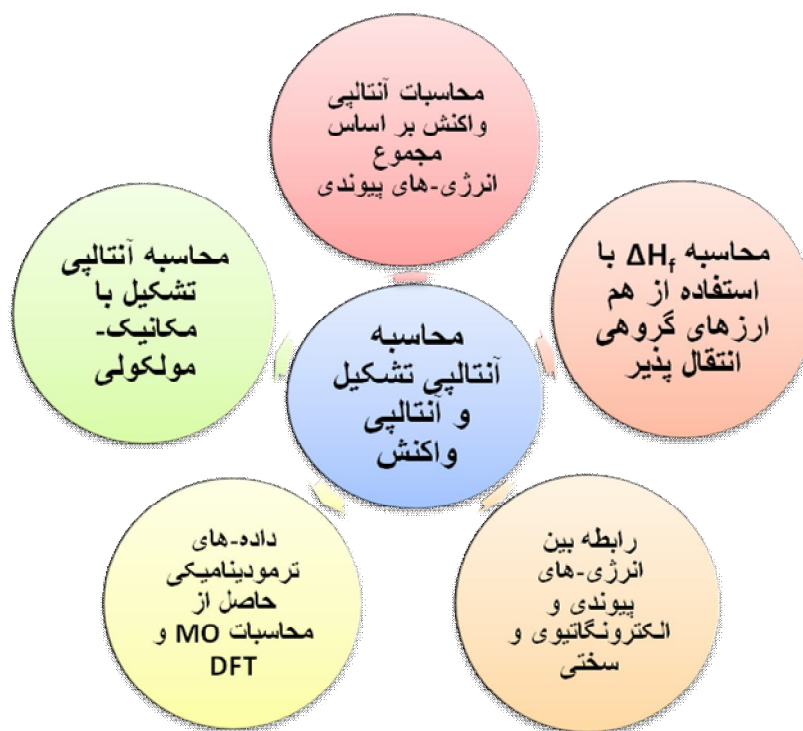 محاسبات آنتالپی
واکنش بر اساس
مجموع
انرژی-های پیوندی
محاسبه ΔHf با
استفاده از هم
ارزهای گروهی
انتقال پذیر
رابطه بین
انرژی-های
پیوندی و
الکترونگاتیوی و
سختی
داده-های
ترمودینامیکی
حاصل از
محاسبات MO و
DFT
محاسبه آنتالپی
تشکیل با
مکانیک-
مولکولی
محاسبه
آنتالپی تشکیل
و آنتالپی
واکنش